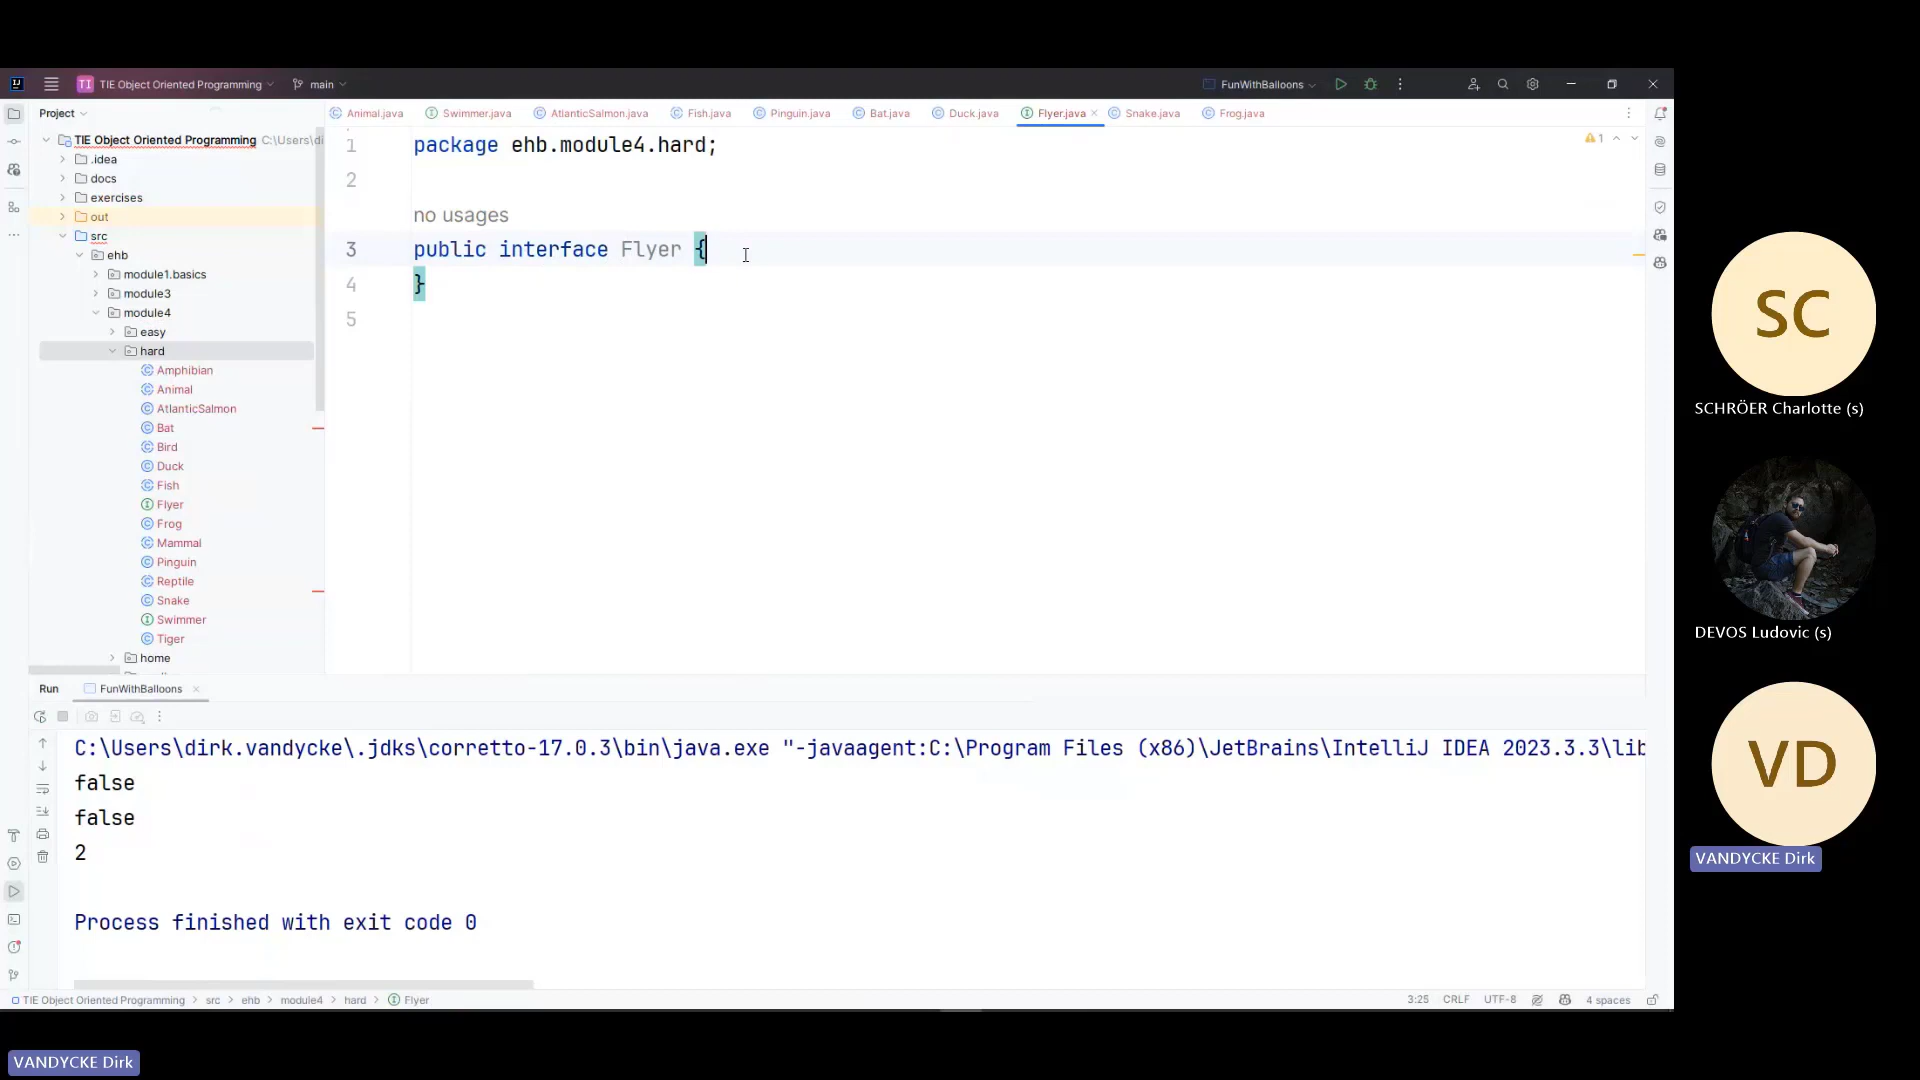 TI TIE Object Oriented Programming main FunWithBalloons
Project
Animal.java Swimmer.java AtlanticSalmon.java Fish.java Pinguin.java Bat.java Duck.java Flyer.java Snake.java Frog.java
TIE Object Oriented Programming C:\Users\di
.idea
docs
exercises
out
src
ehb
module1.basics
module3
module4
easy
hard
Amphibian
Animal
AtlanticSalmon
Bat
Bird
Duck
Fish
Flyer
Frog
Mammal
Pinguin
Reptile
Snake
Swimmer
Tiger
home
1 package ehb.module4.hard;
2
no usages
3 public interface Flyer {
4 }
5
1
Run FunWithBalloons
C:\Users\dirk.vandycke\.jdks\corretto-17.0.3\bin\java.exe "-javaagent:C:\Program Files (x86)\JetBrains\IntelliJ IDEA 2023.3.3\lib
false
false
2
Process finished with exit code 0
TIE Object Oriented Programming > src > ehb > module4 > hard > Flyer
3:25 CRLF UTF-8 4 spaces
SC
SCHRÖER Charlotte (s)
DEVOS Ludovic (s)
VD
VANDYCKE Dirk
VANDYCKE Dirk